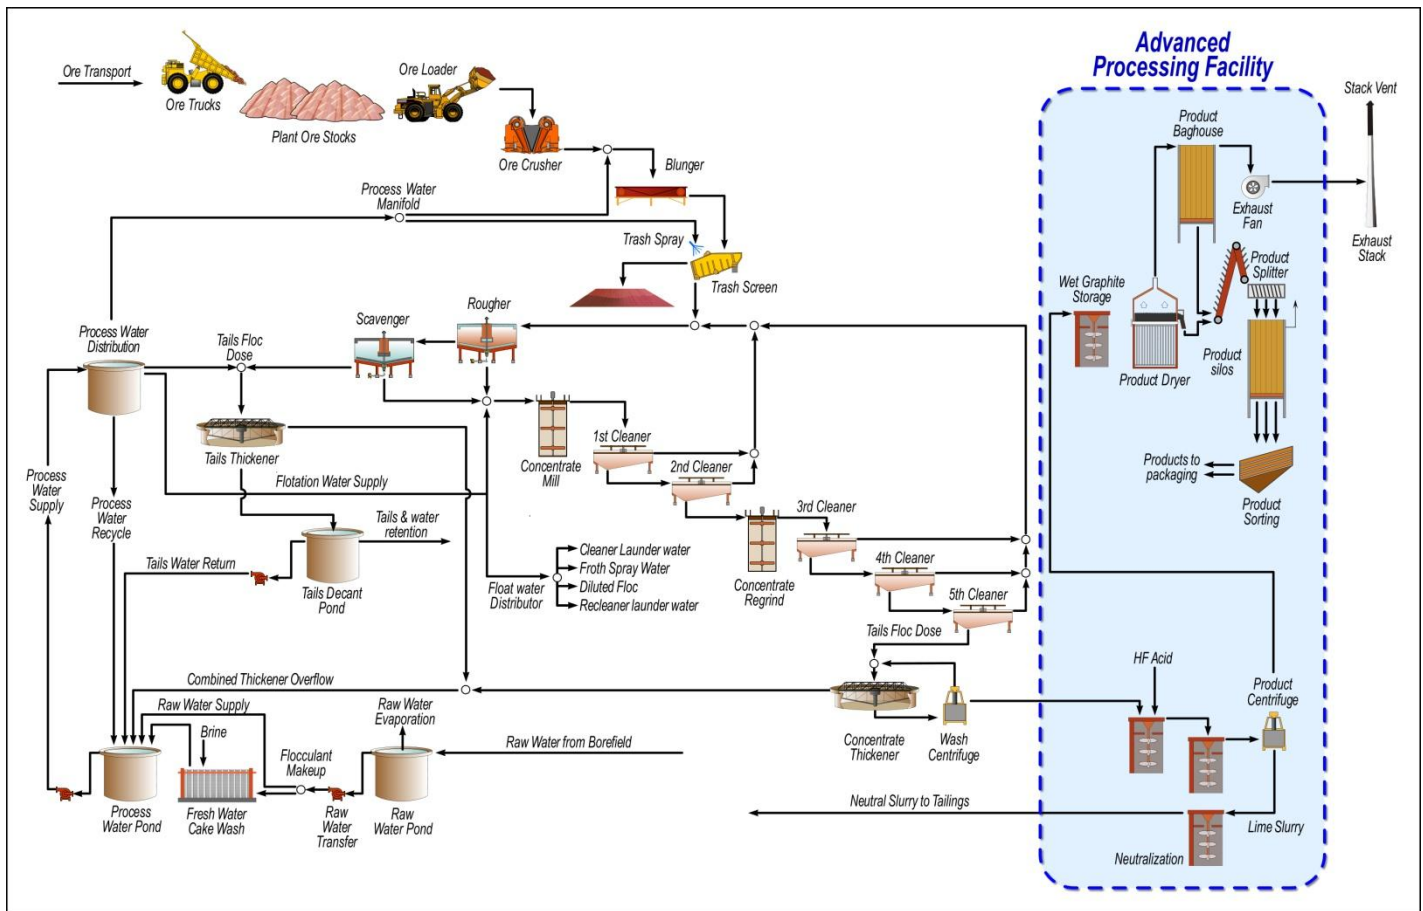 Advanced
Processing Facility
Ore Transport
Ore Trucks
Plant Ore Stocks
Ore Loader
Ore Crusher
Blunger
Process Water
Manifold
Trash Spray
Trash Screen
Stack Vent
Product
Baghouse
Exhaust
Fan
Exhaust
Stack
Product
Splitter
Wet Graphite
Storage
Product Dryer
Product
silos
Products to
packaging
Product
Sorting
Process Water
Distribution
Tails Floc
Dose
Scavenger
Rougher
Tails Thickener
Concentrate
Mill
1st Cleaner
2nd Cleaner
3rd Cleaner
4th Cleaner
5th Cleaner
Concentrate
Regrind
Process
Water
Supply
Process
Water
Recycle
Flotation Water Supply
Tails & water
retention
Tails Water Return
Tails Decant
Pond
Float water
Distributor
Cleaner Launder water
Froth Spray Water
Diluted Floc
Recleaner launder water
Tails Floc Dose
Combined Thickener Overflow
Raw Water Supply
Brine
Raw Water
Evaporation
Flocculant
Makeup
Raw Water from Borefield
Process
Water Pond
Fresh Water
Cake Wash
Raw
Water
Transfer
Raw
Water Pond
Concentrate
Thickener
Wash
Centrifuge
HF Acid
Product
Centrifuge
Neutral Slurry to Tailings
Lime Slurry
Neutralization